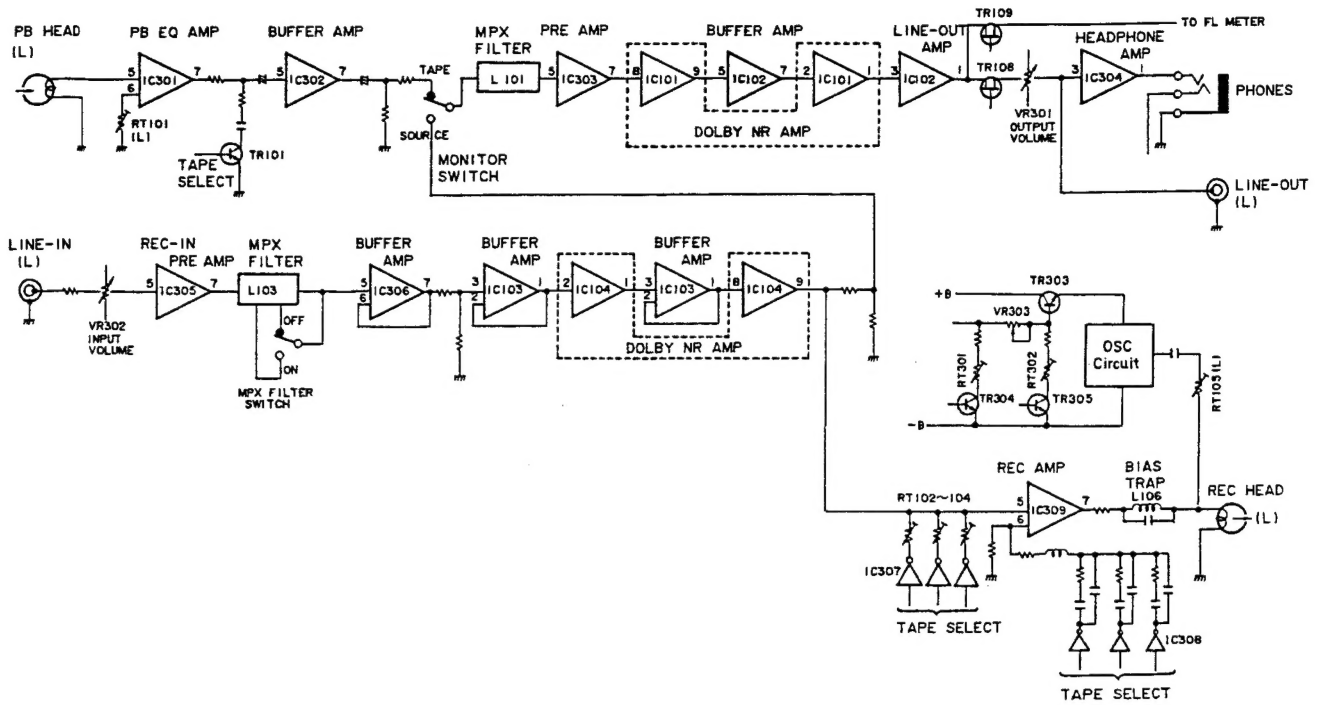 PB HEAD
(L)
PB EQ AMP
5
6
IC301
7
RT101
(L)
TAPE
SELECT
TR101
BUFFER AMP
5
IC302
7
TAPE
SOURCE
MONITOR
SWITCH
MPX
FILTER
L 101
PRE AMP
5
IC303
7
8
IC101
9
BUFFER AMP
5
IC102
7
2
IC101
1
DOLBY NR AMP
LINE-OUT
AMP
3
IC102
1
TR109
TO FL METER
TR108
VR301
OUTPUT
VOLUME
HEADPHONE
AMP
3
IC304
1
PHONES
LINE-OUT
(L)
LINE-IN
(L)
VR302
INPUT
VOLUME
REC-IN
PRE AMP
5
IC305
7
MPX
FILTER
L103
OFF
ON
MPX FILTER
SWITCH
BUFFER
AMP
5
6
IC306
7
BUFFER
AMP
3
2
IC103
1
2
IC104
1
BUFFER
AMP
3
2
IC103
1
8
IC104
9
DOLBY NR AMP
+B
TR303
VR303
RT301
RT302
TR304
TR305
-B
OSC
Circuit
RT105(L)
REC AMP
RT102~104
5
6
IC309
7
BIAS
TRAP
L106
REC HEAD
(L)
IC307
TAPE SELECT
IC308
TAPE SELECT